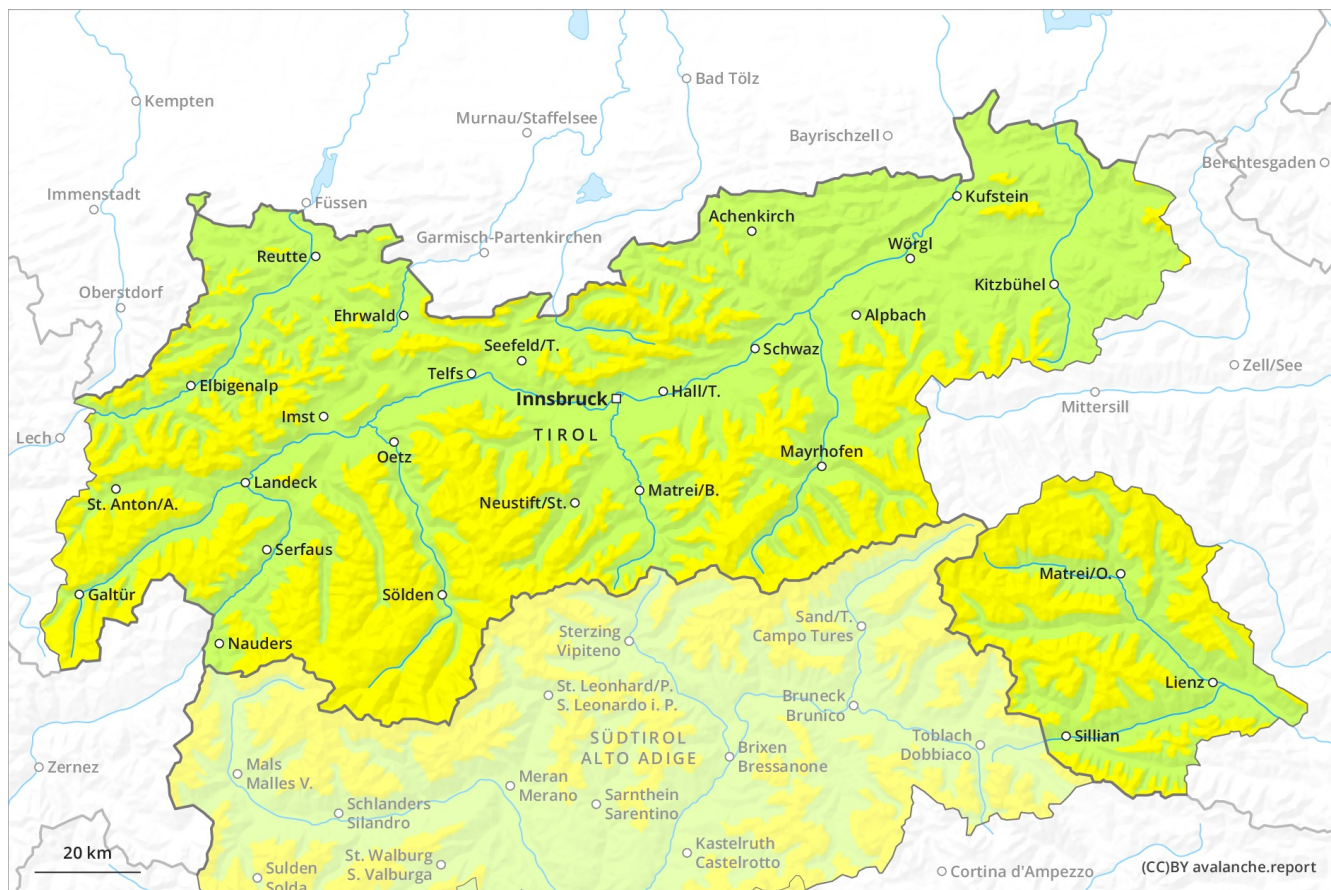 Bad Tölz
Kempten
Murnau/Staffelsee
Bayrischzell
Berchtesgaden
Immenstadt
Füssen
Kufstein
Achenkirch
Garmisch-Partenkirchen
Wörgl
Reutte
Kitzbühel
Oberstdorf
Ehrwald
Alpbach
Seefeld/T.
Schwaz
Zell/See
Telfs
Elbigenalp
Hall/T.
Innsbruck
Mittersill
Imst
Lech
TIROL
Oetz
Mayrhofen
Landeck
Matrei/B.
St. Anton/A.
Neustift/St.
Serfaus
Matrei/O.
Galtür
Sölden
Sand/T.
Campo Tures
Sterzing
Vipiteno
Nauders
Lienz
St. Leonhard/P.
S. Leonardo i. P.
Bruneck
Brunico
SÜDTIROL
ALTO ADIGE
Toblach
Dobbiaco
Sillian
Brixen
Bressanone
Zernez
Mals
Malles V.
Meran
Merano
Sarnthein
Sarentino
Schlanders
Silandro
20 km
St. Walburg
S. Valburga
Kastelruth
Castelrotto
Sulden
Solda
Cortina d'Ampezzo
(CC)BY avalanche.report